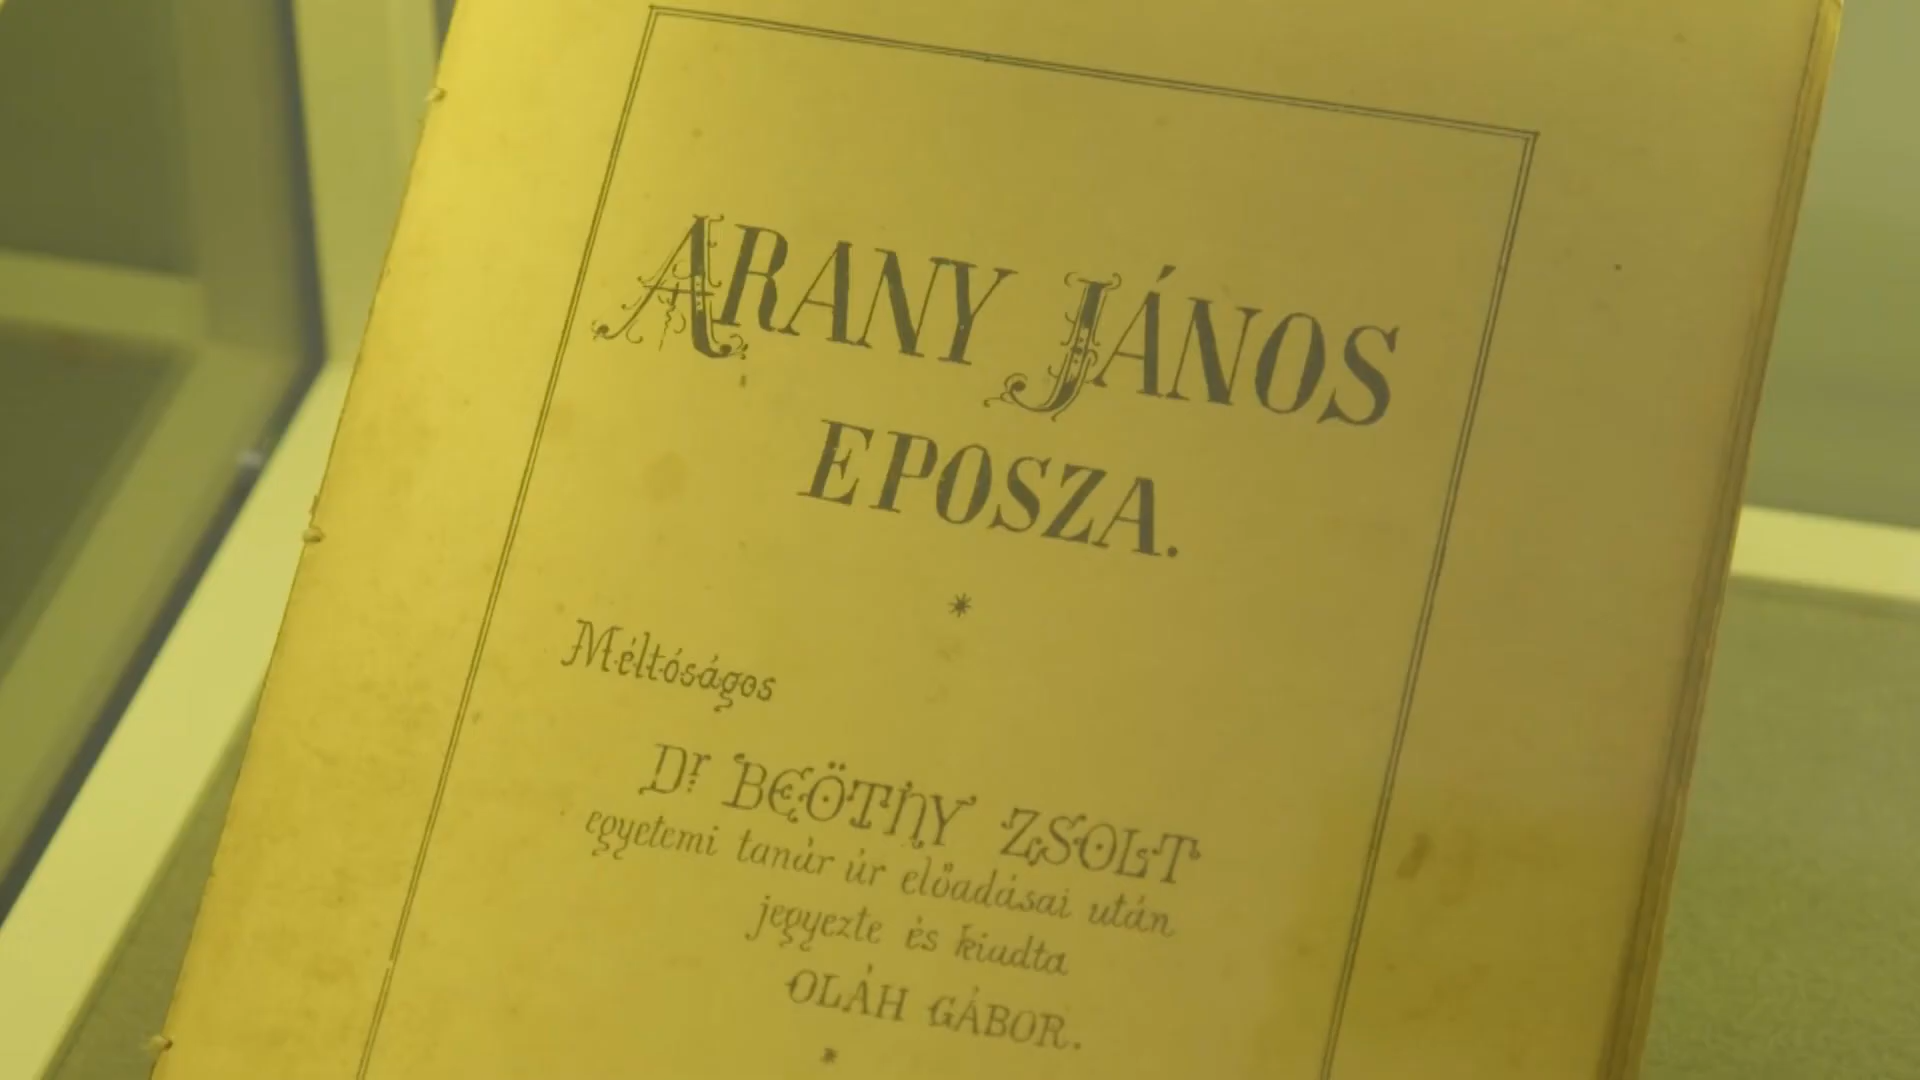 ARANY JÁNOS
EPOSZA.
*
Méltóságos
Dr BEÖTHY ZSOLT
egyetemi tanár úr előadásai után
jegyezte és kiadta
OLÁH GÁBOR.
*